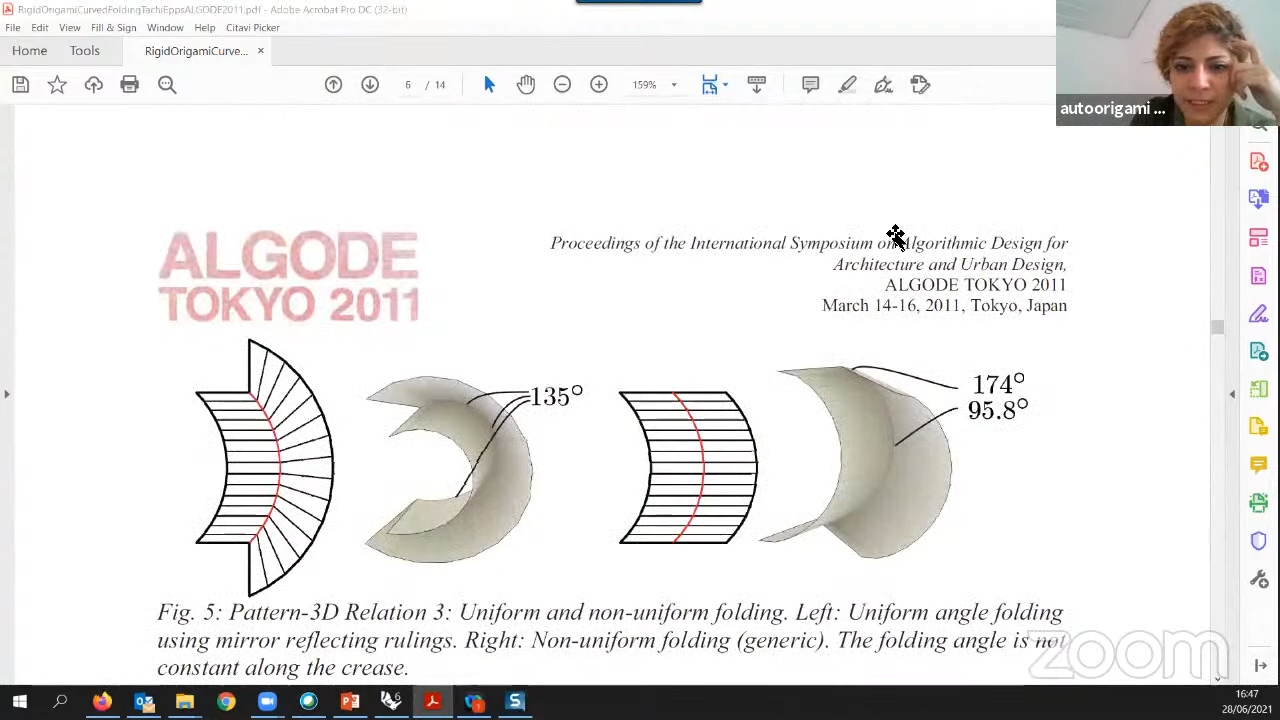 RigidOrigamiCurvedFoldingTachiEppsALGODE2011.pdf - Adobe Acrobat Pro DC (32-bit)
File Edit View Sign Window Help Citavi Picker
Home Tools RigidOrigamiCurve... ×
6 / 14 159%
autoorigami ...
ALGODE
TOKYO 2011
Proceedings of the International Symposium on Algorithmic Design for
Architecture and Urban Design,
ALGODE TOKYO 2011
March 14-16, 2011, Tokyo, Japan
135°
174°
95.8°
Fig. 5: Pattern-3D Relation 3: Uniform and non-uniform folding. Left: Uniform angle folding
using mirror reflecting rulings. Right: Non-uniform folding (generic). The folding angle is not
constant along the crease.
zoom
16:47
28/06/2021